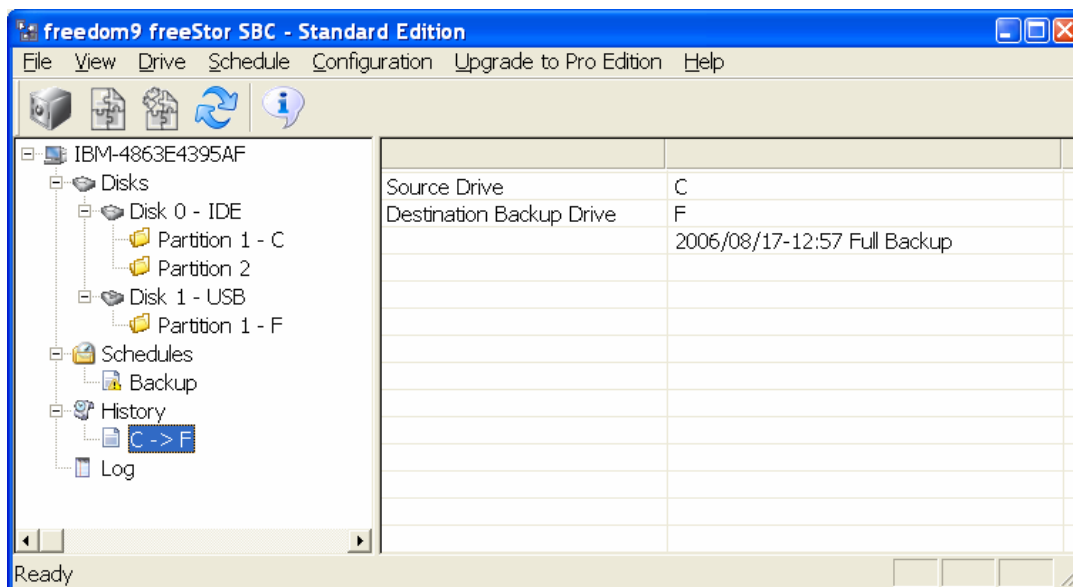 freedom9 freeStor SBC - Standard Edition
File View Drive Schedule Configuration Upgrade to Pro Edition Help
IBM-4863E4395AF
Disks
Disk 0 - IDE
Partition 1 - C
Partition 2
Disk 1 - USB
Partition 1 - F
Schedules
Backup
History
C -> F
Log
Source Drive C
Destination Backup Drive F
2006/08/17-12:57 Full Backup
Ready